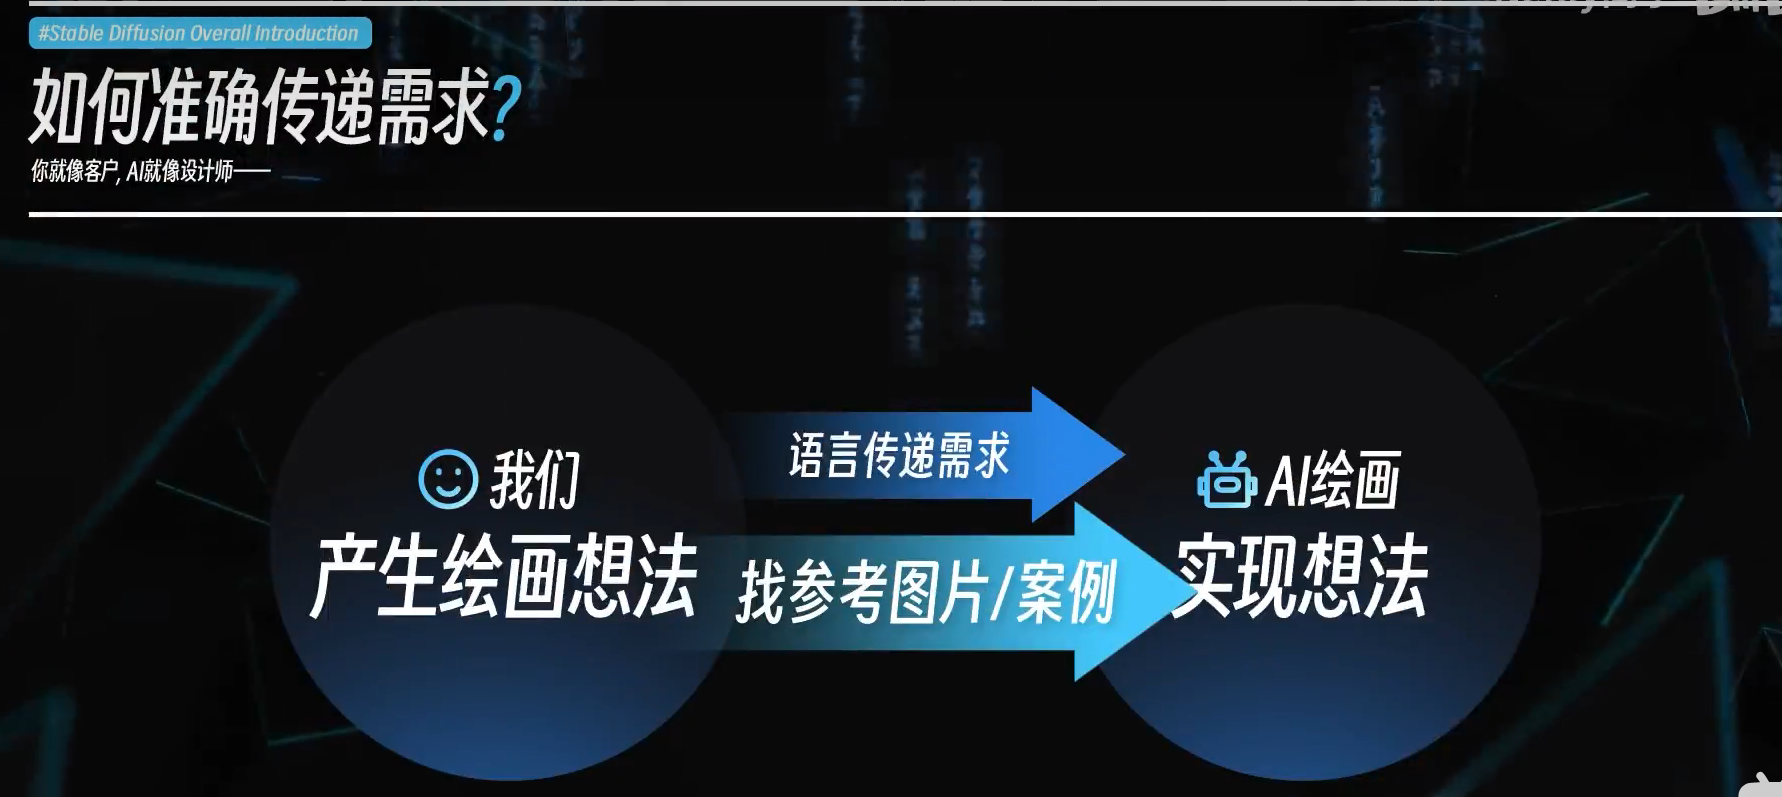 #Stable Diffusion Overall Introduction
如何准确传递需求?
你就像客户, AI就像设计师——
语言传递需求
我们
AI绘画
产生绘画想法
找参考图片/案例
实现想法